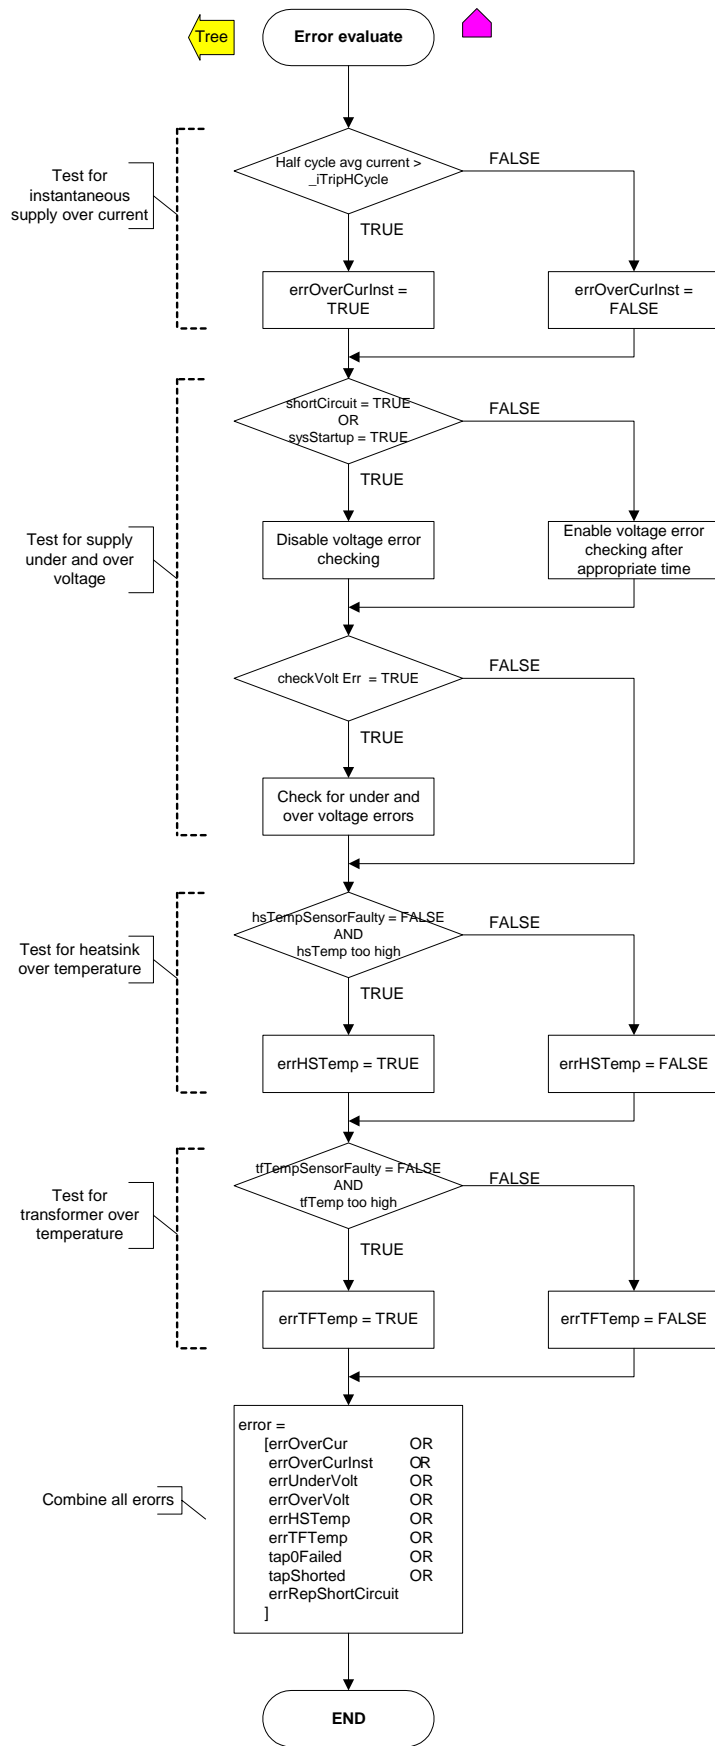 Tree
Error evaluate
Test for
instantaneous
supply over current
Half cycle avg current >
_iTripHCycle
FALSE
TRUE
errOverCurInst =
TRUE
errOverCurInst =
FALSE
shortCircuit = TRUE
OR
sysStartup = TRUE
FALSE
TRUE
Test for supply
under and over
voltage
Disable voltage error
checking
Enable voltage error
checking after
appropriate time
checkVolt Err = TRUE
FALSE
TRUE
Check for under and
over voltage errors
Test for heatsink
over temperature
hsTempSensorFaulty = FALSE
AND
hsTemp too high
FALSE
TRUE
errHSTemp = TRUE
errHSTemp = FALSE
Test for
transformer over
temperature
tfTempSensorFaulty = FALSE
AND
tfTemp too high
FALSE
TRUE
errTFTemp = TRUE
errTFTemp = FALSE
Combine all erorrs
error =
[errOverCur OR
errOverCurInst OR
errUnderVolt OR
errOverVolt OR
errHSTemp OR
errTFTemp OR
tap0Failed OR
tapShorted OR
errRepShortCircuit
]
END